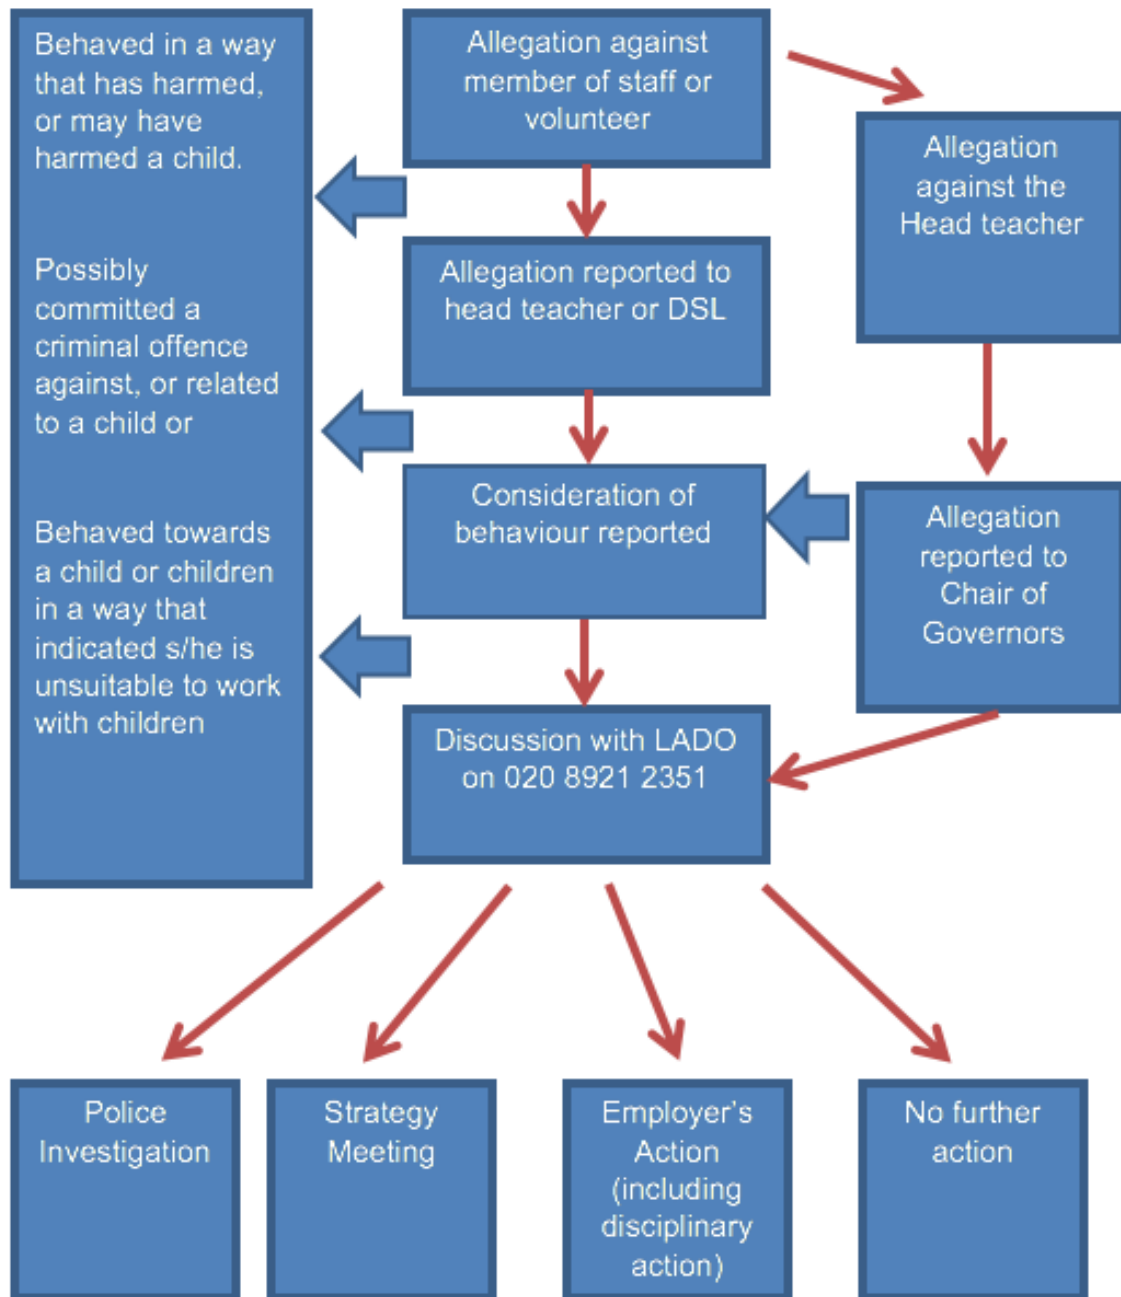 Behaved in a way
that has harmed,
or may have
harmed a child.
Possibly
committed a
criminal offence
against, or related
to a child or
Behaved towards
a child or children
in a way that
indicated s/he is
unsuitable to work
with children
Allegation against
member of staff or
volunteer
Allegation
against the
Head teacher
Allegation reported to
head teacher or DSL
Consideration of
behaviour reported
Allegation
reported to
Chair of
Governors
Discussion with LADO
on 020 8921 2351
Police
Investigation
Strategy
Meeting
Employer’s
Action
(including
disciplinary
action)
No further
action